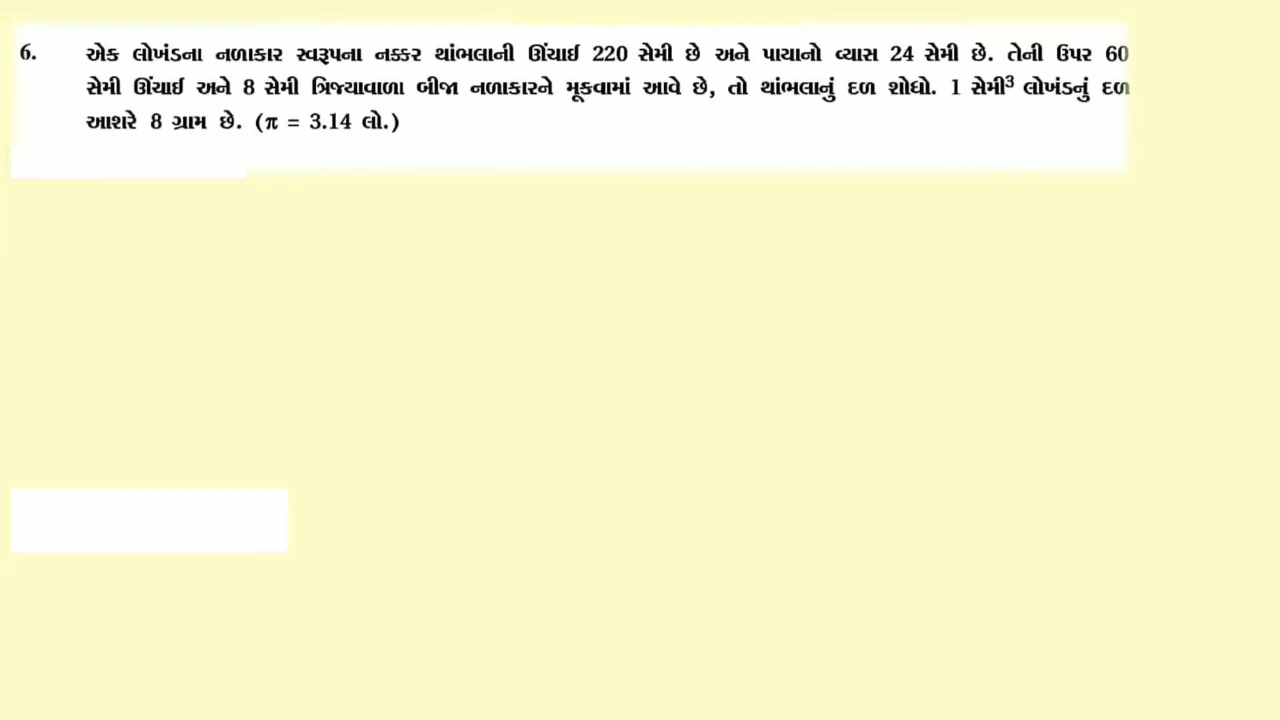 6. એક લોખંડના નળાકાર સ્વરૂપના નક્કર થાંભલાની ઊંચાઈ 220 સેમી છે અને પાયાનો વ્યાસ 24 સેમી છે. તેની ઉપર 60
સેમી ઊંચાઈ અને 8 સેમી ત્રિજ્યાવાળા બીજા નળાકારને મૂકવામાં આવે છે, તો થાંભલાનું દળ શોધો. 1 સેમી³ લોખંડનું દળ
આશરે 8 ગ્રામ છે. (π = 3.14 લો.)